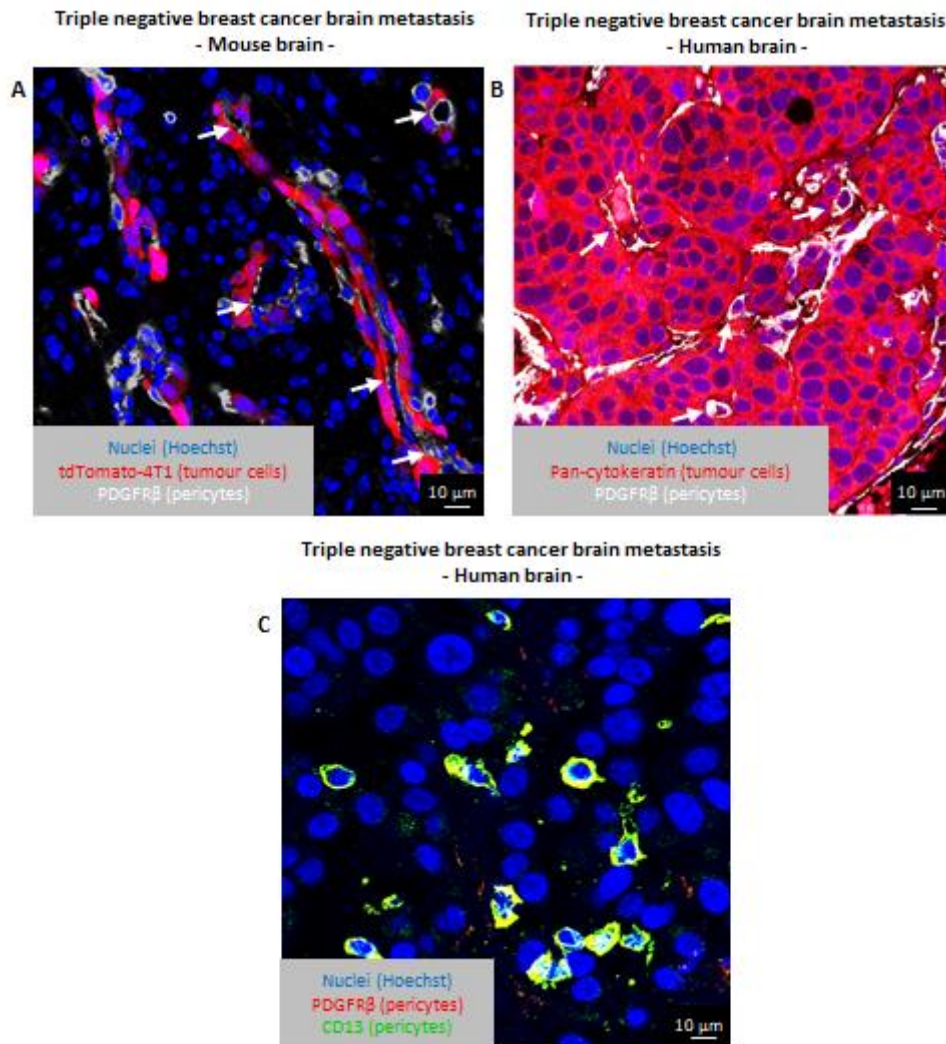 Triple negative breast cancer brain metastasis
- Mouse brain -
A
Nuclei (Hoechst)
tdTomato-4T1 (tumour cells)
PDGFRβ (pericytes)
10 μm
Triple negative breast cancer brain metastasis
- Human brain -
B
Nuclei (Hoechst)
Pan-cytokeratin (tumour cells)
PDGFRβ (pericytes)
10 μm
Triple negative breast cancer brain metastasis
- Human brain -
C
Nuclei (Hoechst)
PDGFRβ (pericytes)
CD13 (pericytes)
10 μm